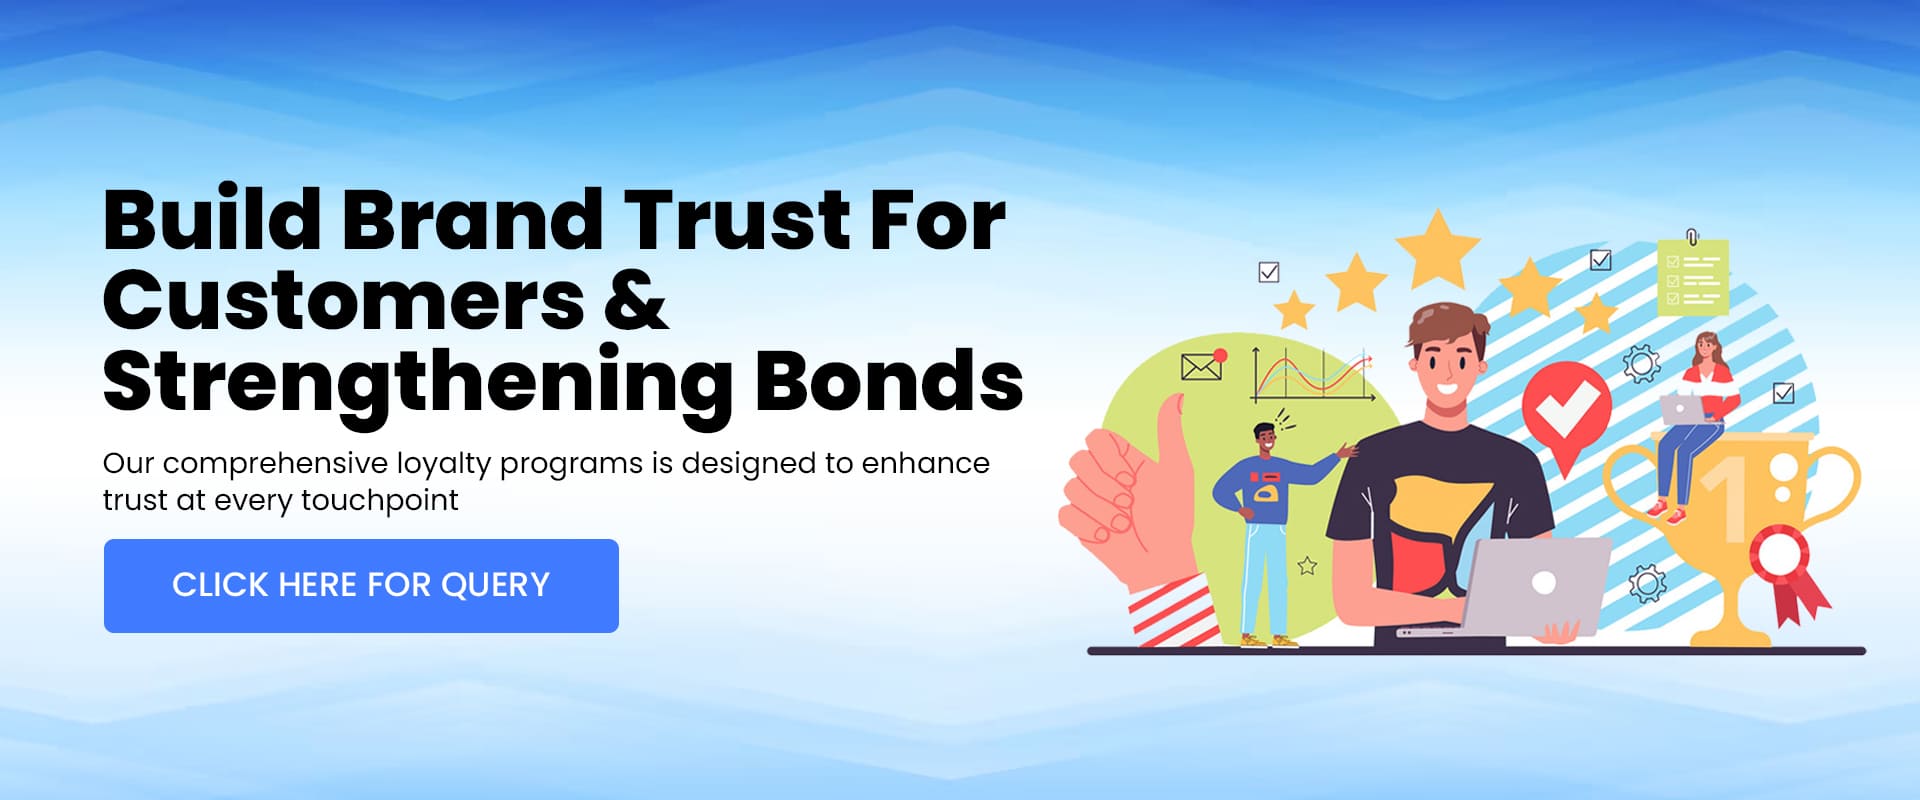 Build Brand Trust For
Customers &
Strengthening Bonds
Our comprehensive loyalty programs is designed to enhance
trust at every touchpoint
CLICK HERE FOR QUERY
1